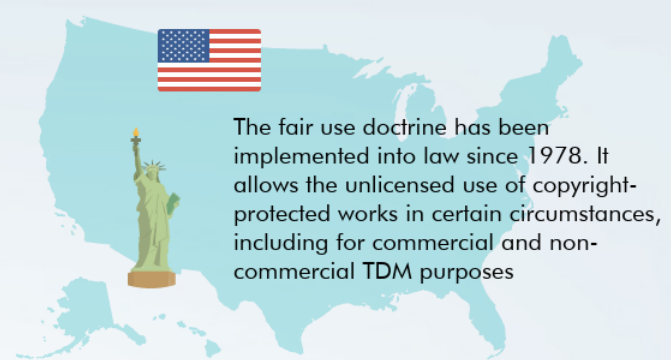 The fair use doctrine has been
implemented into law since 1978. It
allows the unlicensed use of copyright-
protected works in certain circumstances,
including for commercial and non-
commercial TDM purposes